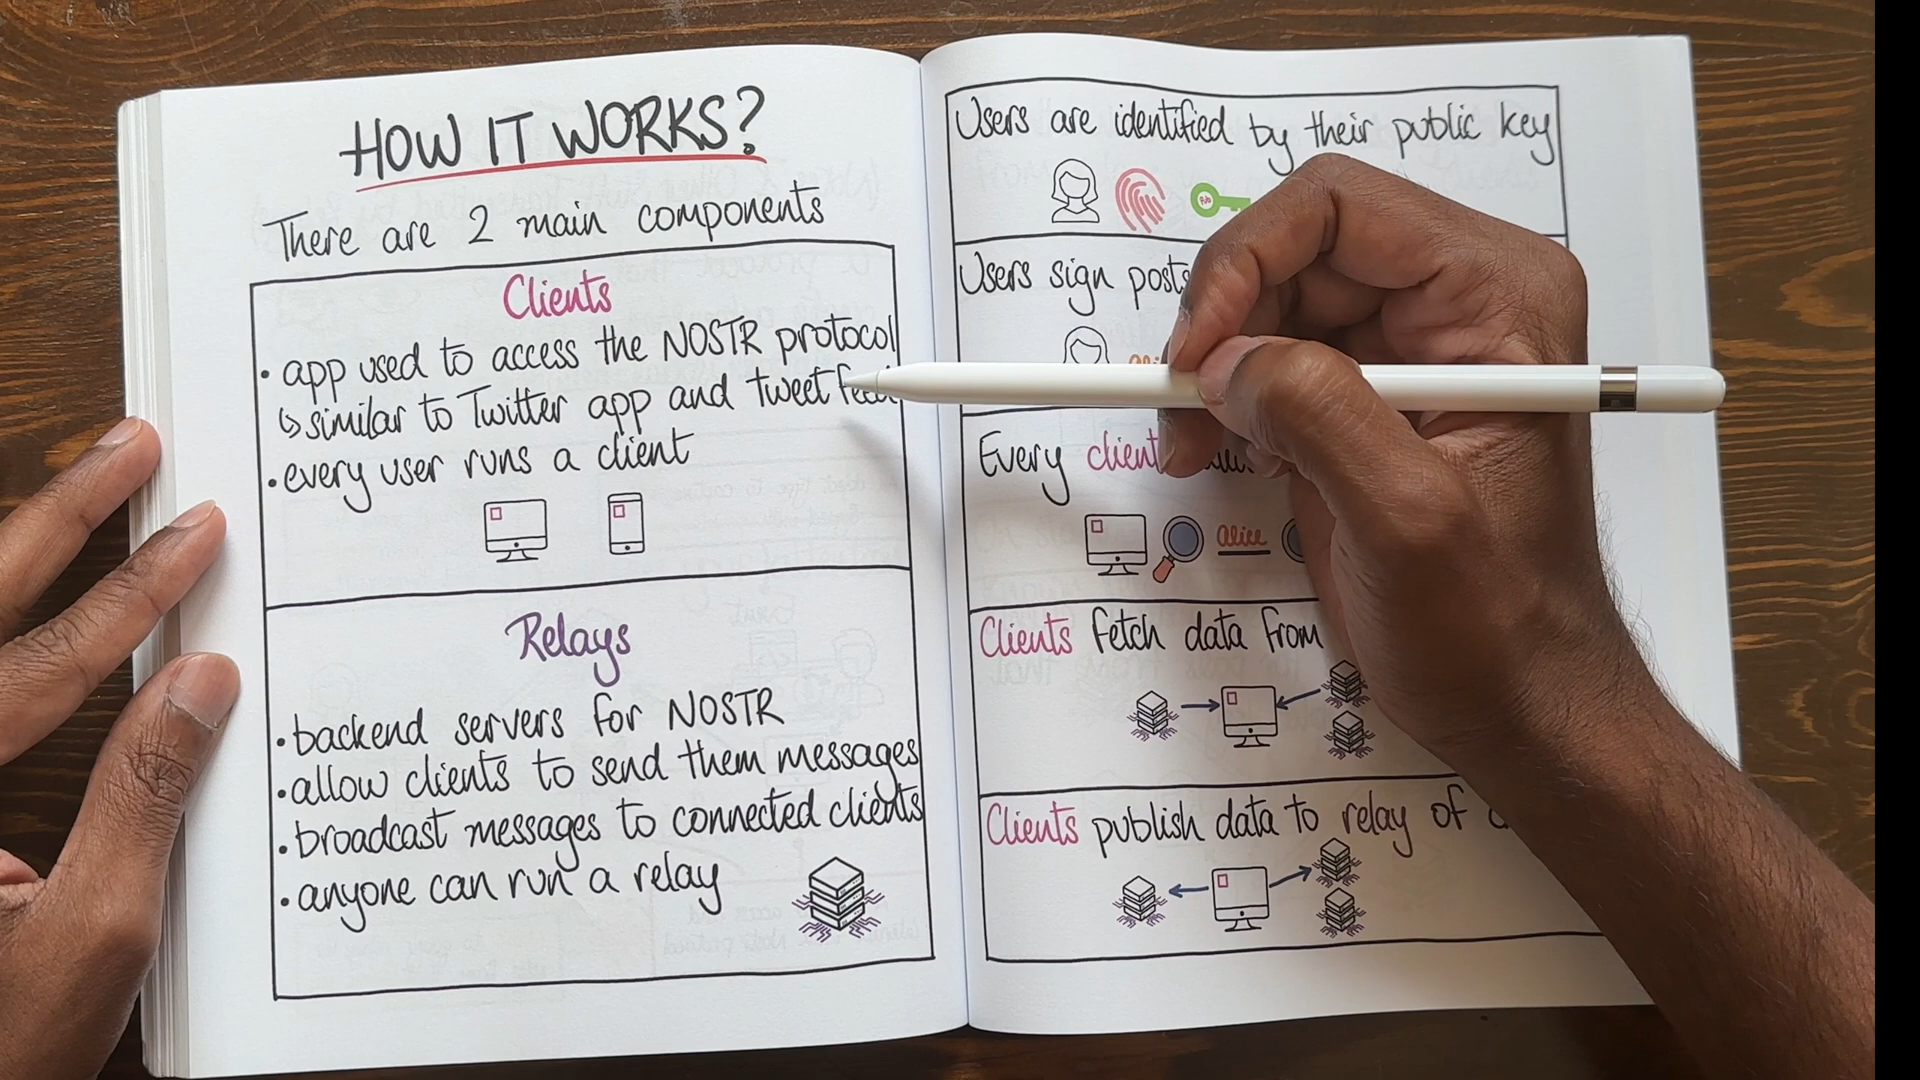 HOW IT WORKS?
There are 2 main components
Clients
• app used to access the NOSTR protocol
↳ similar to Twitter app and tweet feed
• every user runs a client
Relays
• backend servers for NOSTR
• allow clients to send them messages
• broadcast messages to connected clients
• anyone can run a relay
Users are identified by their public key
Pub
Users sign posts
Every client
alice
Clients fetch data from
Clients publish data to relay of